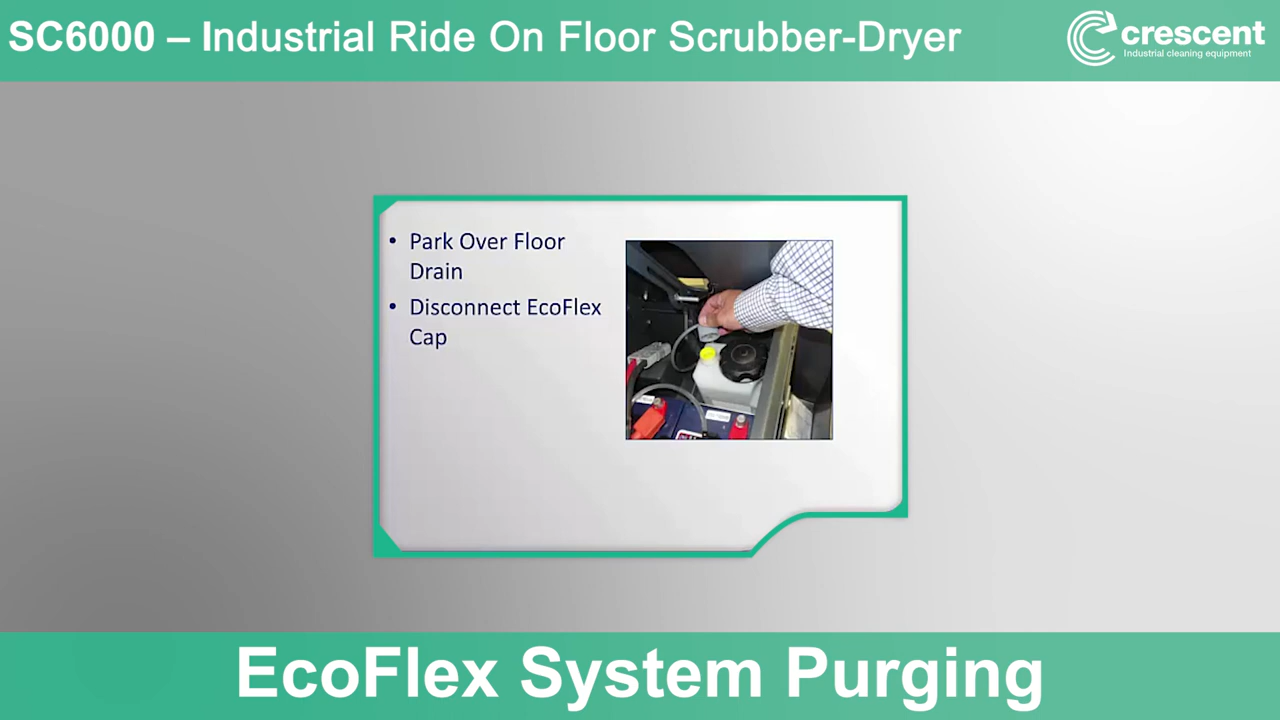 SC6000 – Industrial Ride On Floor Scrubber-Dryer
crescent
Industrial cleaning equipment
• Park Over Floor
Drain
• Disconnect EcoFlex
Cap
EcoFlex System Purging